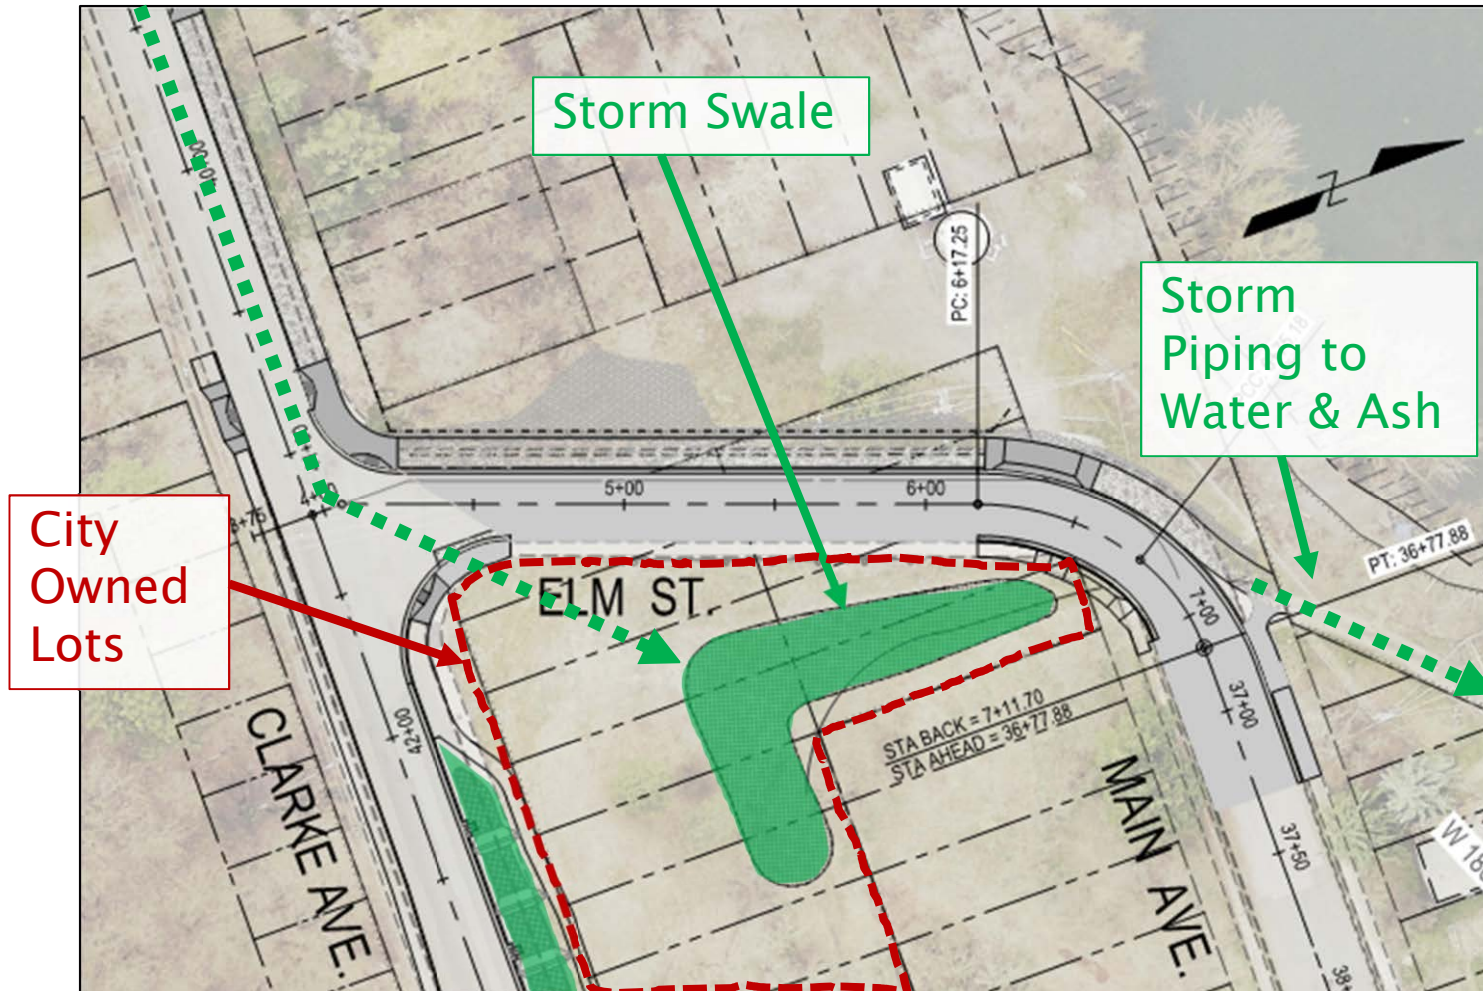 Storm Swale
Storm
Piping to
Water & Ash
City
Owned
Lots
40+00
PC: 6+17.25
5+00
6+00
ELM ST.
PT: 36+77.88
7+00
37+00
STA BACK = 7+11.70
STA AHEAD = 36+77.88
42+00
CLARKE AVE.
MAIN AVE.
37+50